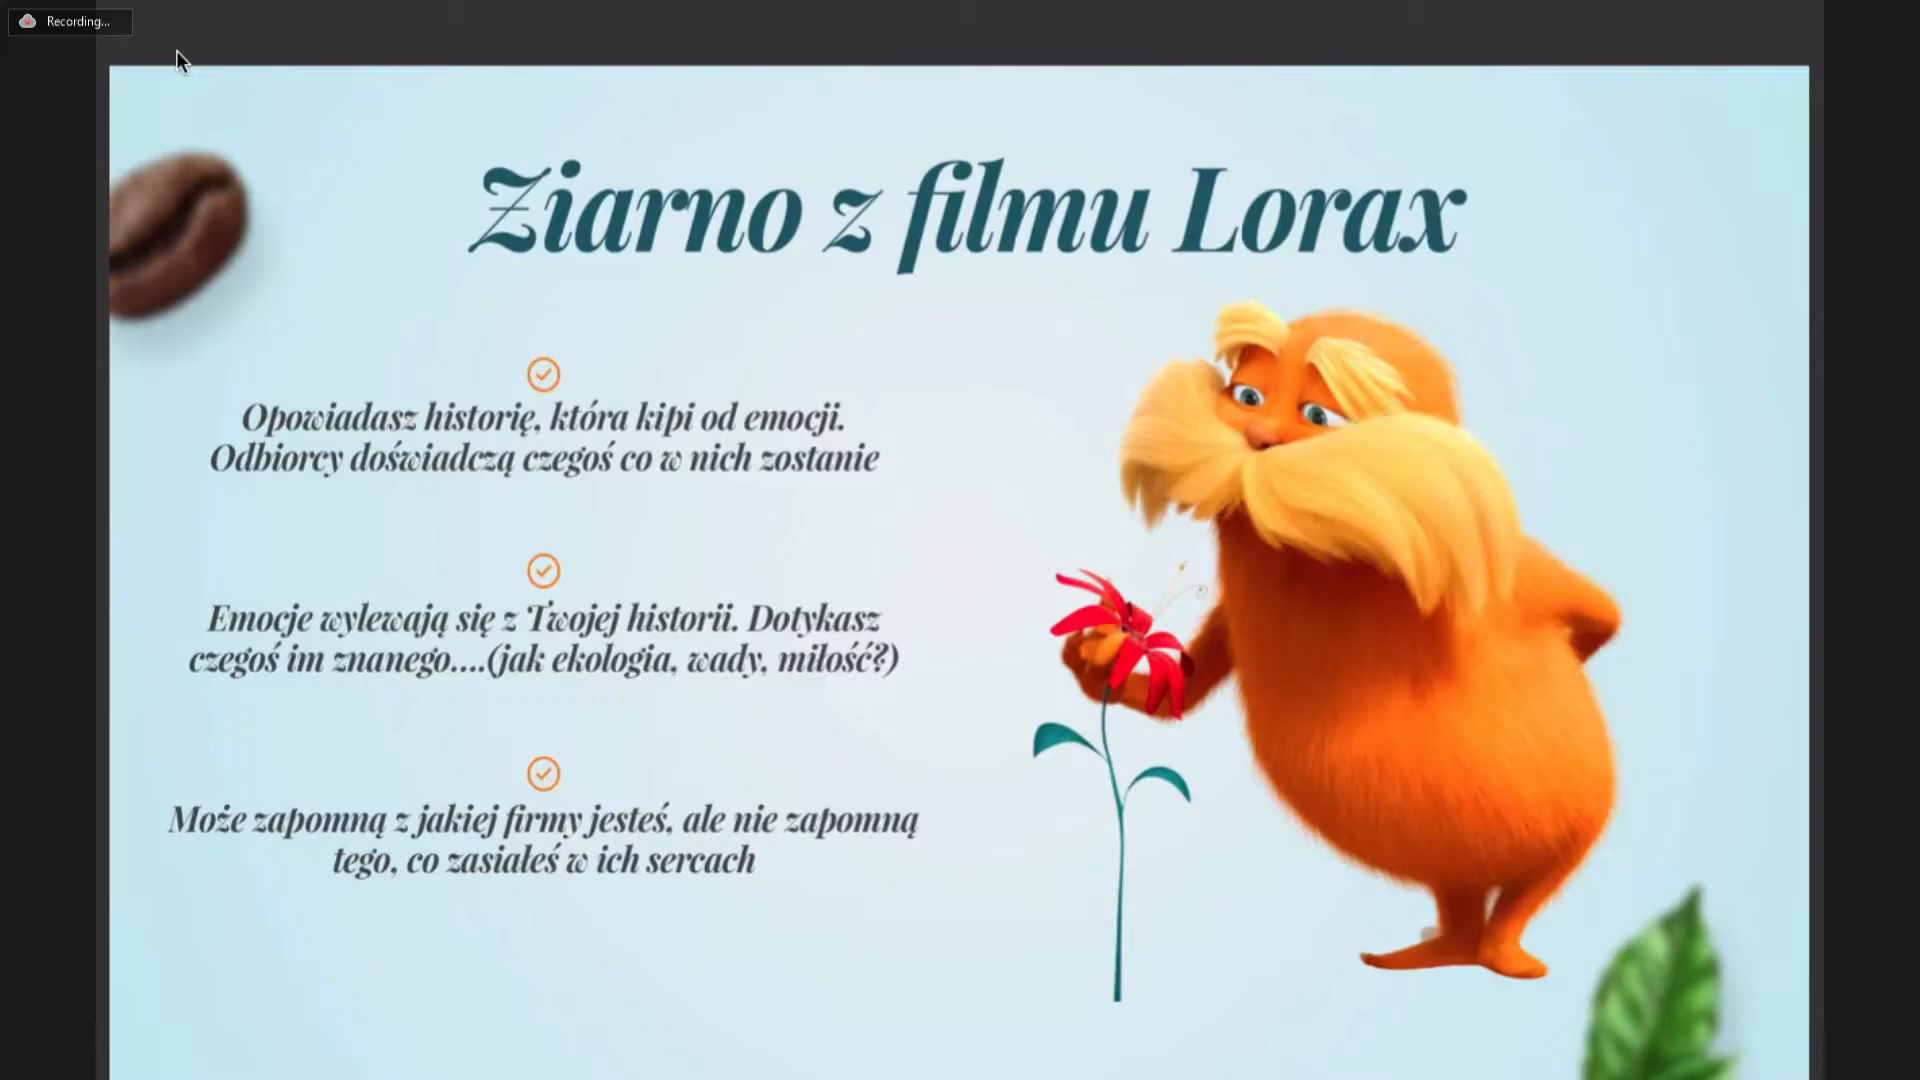 Recording...
Ziarno z filmu Lorax
Opowiadasz historię, która kipi od emocji.
Odbiorcy doświadczą czegoś co w nich zostanie
Emocje wylewają się z Twojej historii. Dotykasz
czegoś im znanego....(jak ekologia, wady, miłość?)
Może zapomną z jakiej firmy jesteś, ale nie zapomną
tego, co zasiałeś w ich sercach